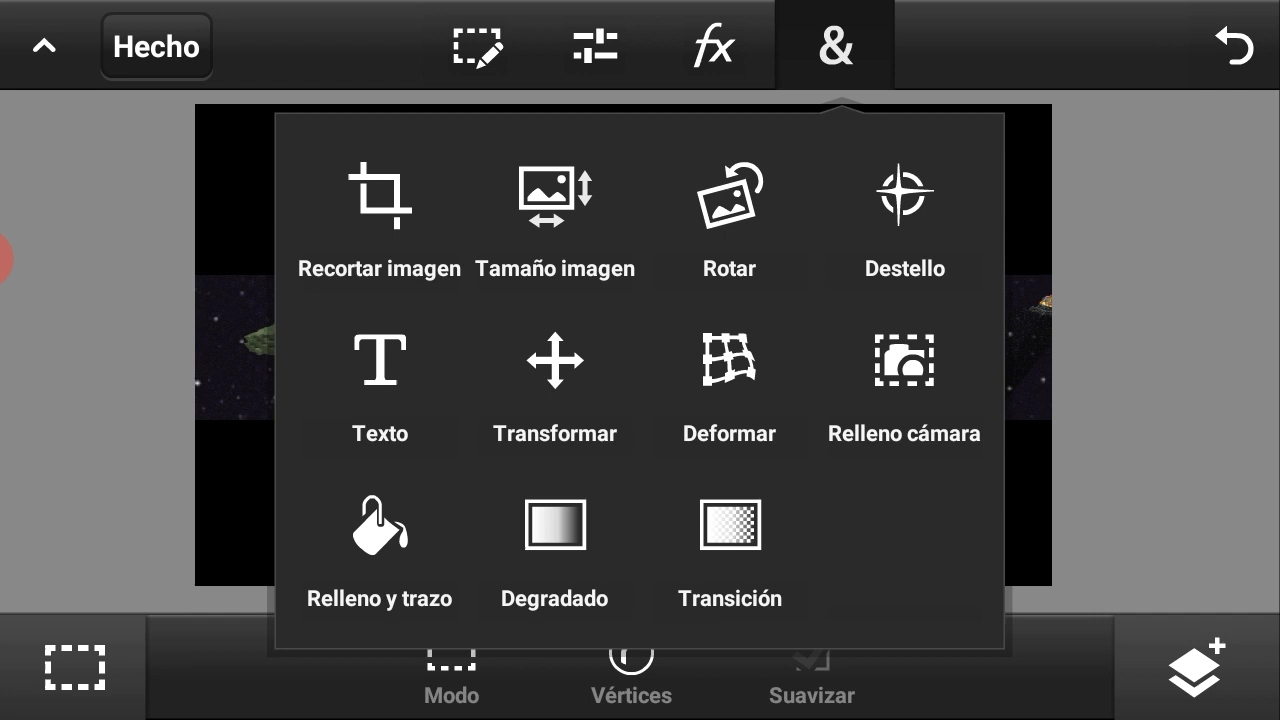 Hecho
fx
&
Recortar imagen
Tamaño imagen
Rotar
Destello
T
Texto
Transformar
Deformar
Relleno cámara
Relleno y trazo
Degradado
Transición
Modo
Vértices
Suavizar